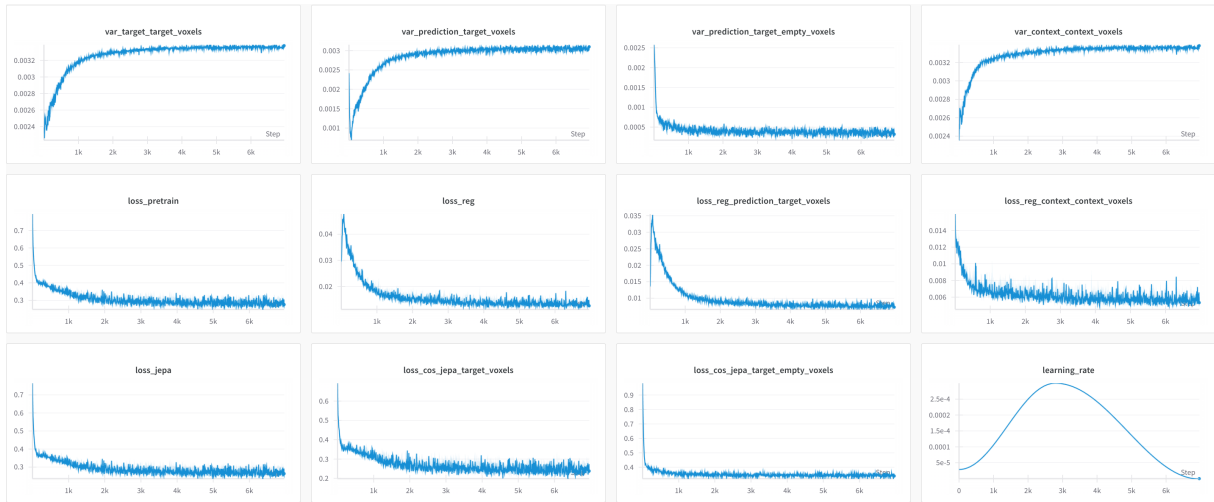 var_target_target_voxels
0.0032
0.003
0.0028
0.0026
0.0024
Step
1k 2k 3k 4k 5k 6k
var_prediction_target_voxels
0.003
0.0025
0.002
0.0015
0.001
Step
1k 2k 3k 4k 5k 6k
var_prediction_target_empty_voxels
0.0025
0.002
0.0015
0.001
0.0005
Step
1k 2k 3k 4k 5k 6k
var_context_context_voxels
0.0032
0.003
0.0028
0.0026
0.0024
Step
1k 2k 3k 4k 5k 6k
loss_pretrain
0.7
0.6
0.5
0.4
0.3
1k 2k 3k 4k 5k 6k
loss_reg
0.04
0.03
0.02
1k 2k 3k 4k 5k 6k
loss_reg_prediction_target_voxels
0.035
0.03
0.025
0.02
0.015
0.01
1k 2k 3k 4k 5k 6k
loss_reg_context_context_voxels
0.014
0.012
0.01
0.008
0.006
1k 2k 3k 4k 5k 6k
loss_jepa
0.7
0.6
0.5
0.4
0.3
1k 2k 3k 4k 5k 6k
loss_cos_jepa_target_voxels
0.6
0.5
0.4
0.3
0.2
1k 2k 3k 4k 5k 6k
loss_cos_jepa_target_empty_voxels
0.9
0.8
0.7
0.6
0.5
0.4
Step
1k 2k 3k 4k 5k 6k
learning_rate
2.5e-4
0.0002
1.5e-4
0.0001
5e-5
Step
0 1k 2k 3k 4k 5k 6k